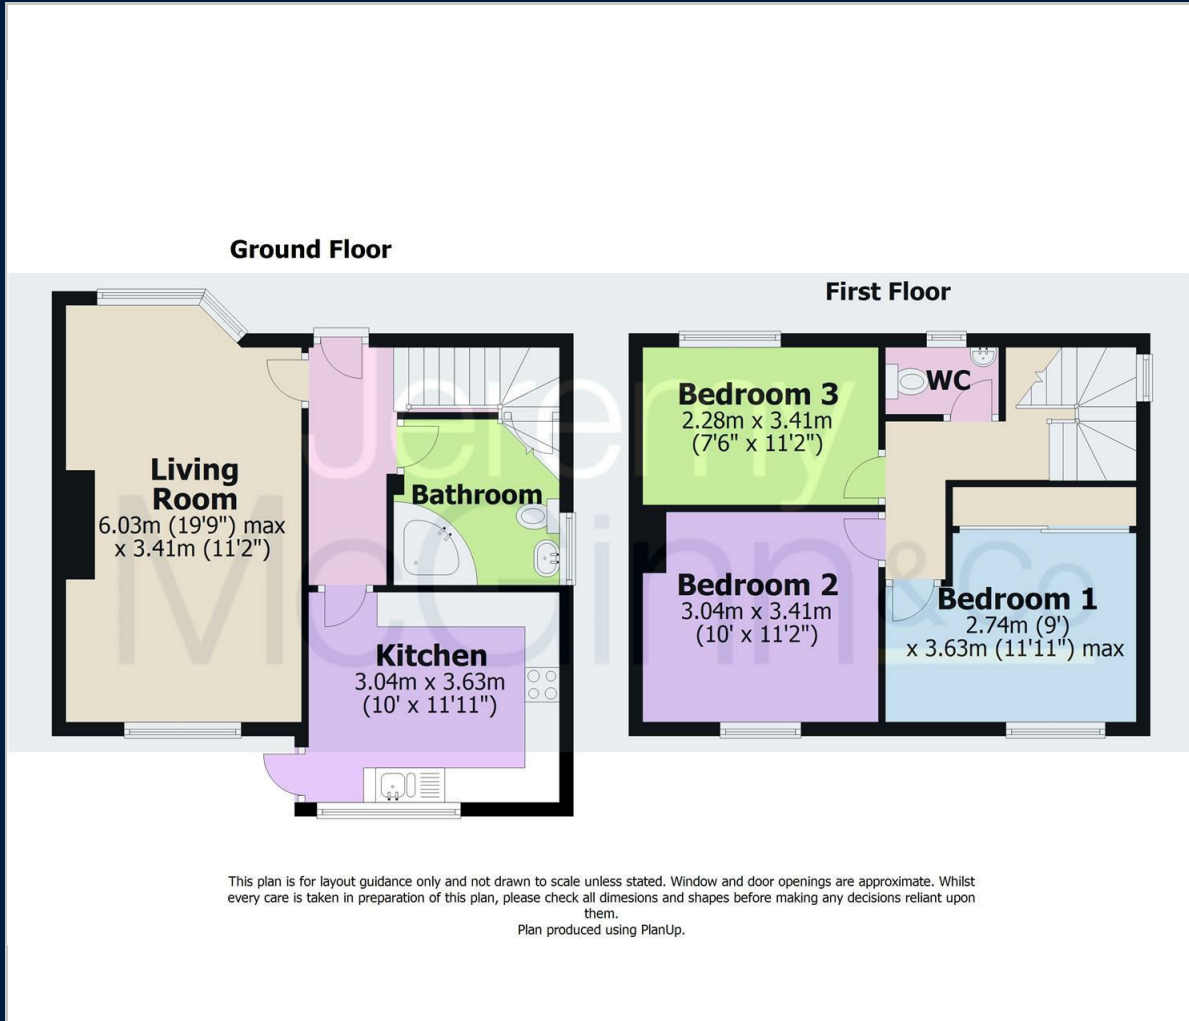 Ground Floor
First Floor
Living
Room
6.03m (19'9") max
x 3.41m (11'2")
Bathroom
Kitchen
3.04m x 3.63m
(10' x 11'11")
Bedroom 3
2.28m x 3.41m
(7'6" x 11'2")
WC
Bedroom 2
3.04m x 3.41m
(10' x 11'2")
Bedroom 1
2.74m (9')
x 3.63m (11'11") max
Jeremy
McGinn & Co
This plan is for layout guidance only and not drawn to scale unless stated. Window and door openings are approximate. Whilst
every care is taken in preparation of this plan, please check all dimesions and shapes before making any decisions reliant upon
them.
Plan produced using PlanUp.